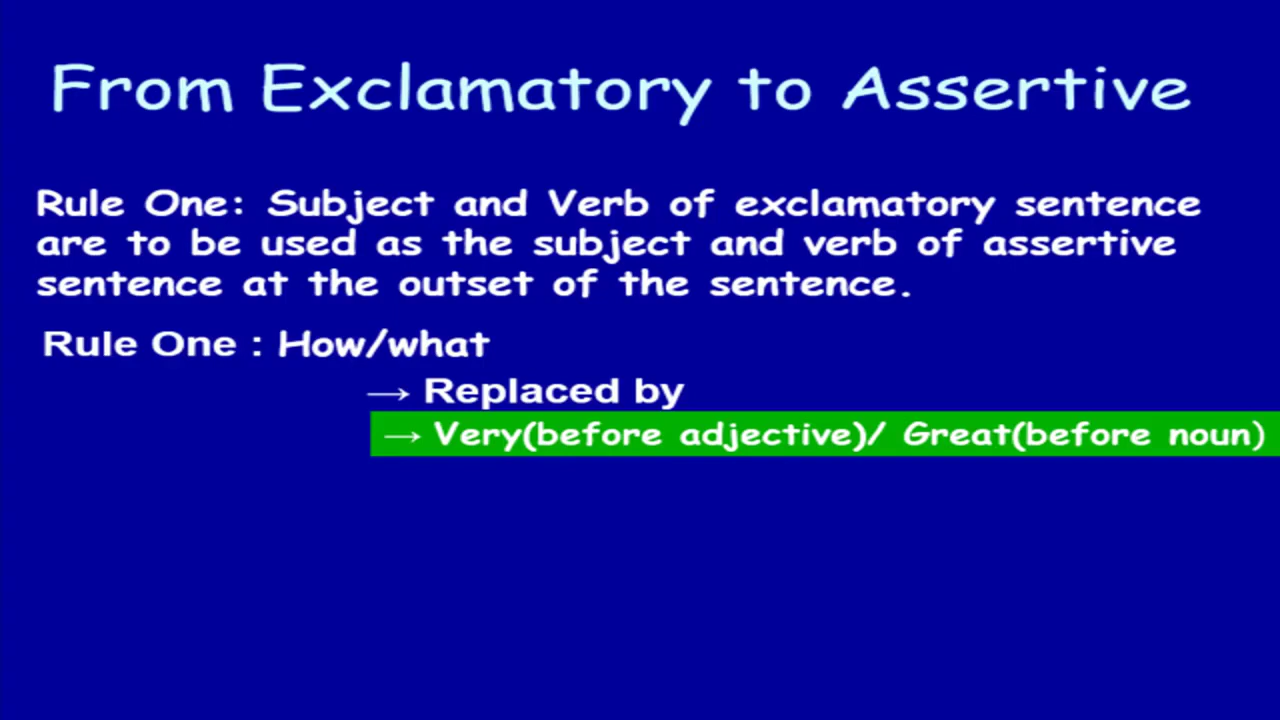 From Exclamatory to Assertive
Rule One: Subject and Verb of exclamatory sentence
are to be used as the subject and verb of assertive
sentence at the outset of the sentence.
Rule One : How/what
→ Replaced by
→ Very(before adjective)/ Great(before noun)